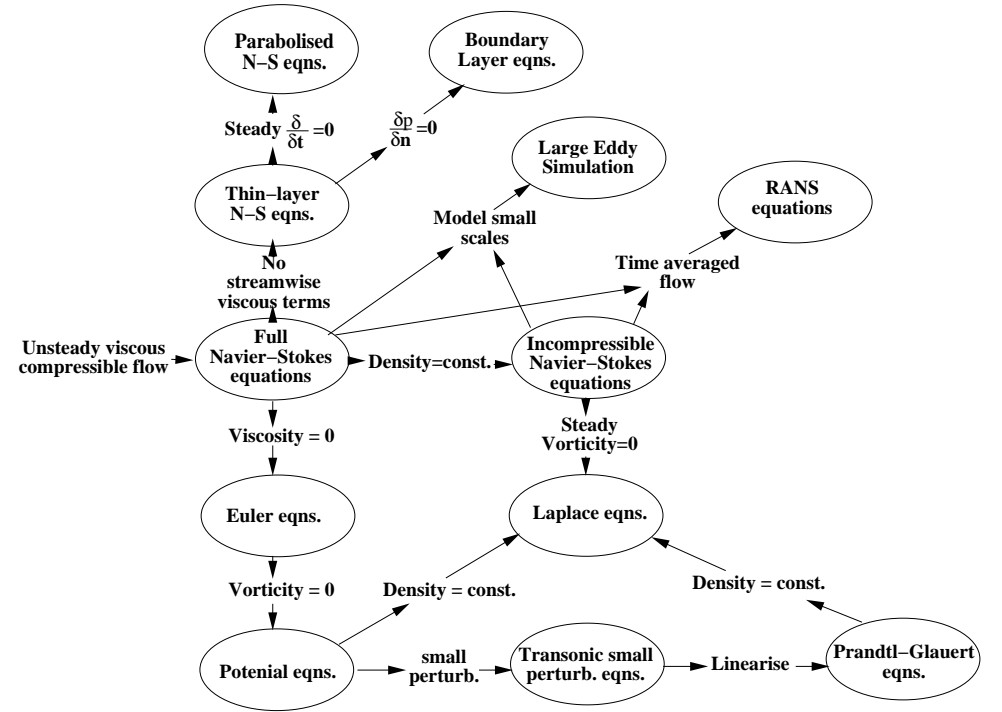 Parabolised
N−S eqns.
Boundary
Layer eqns.
Steady δ/δt =0
δp/δn =0
Large Eddy
Simulation
Thin−layer
N−S eqns.
RANS
equations
Model small
scales
No
streamwise
viscous terms
Time averaged
flow
Unsteady viscous
compressible flow
Full
Navier−Stokes
equations
Density=const.
Incompressible
Navier−Stokes
equations
Viscosity = 0
Steady
Vorticity=0
Euler eqns.
Laplace eqns.
Vorticity = 0
Density = const.
Density = const.
Potenial eqns.
small
perturb.
Transonic small
perturb. eqns.
Linearise
Prandtl−Glauert
eqns.